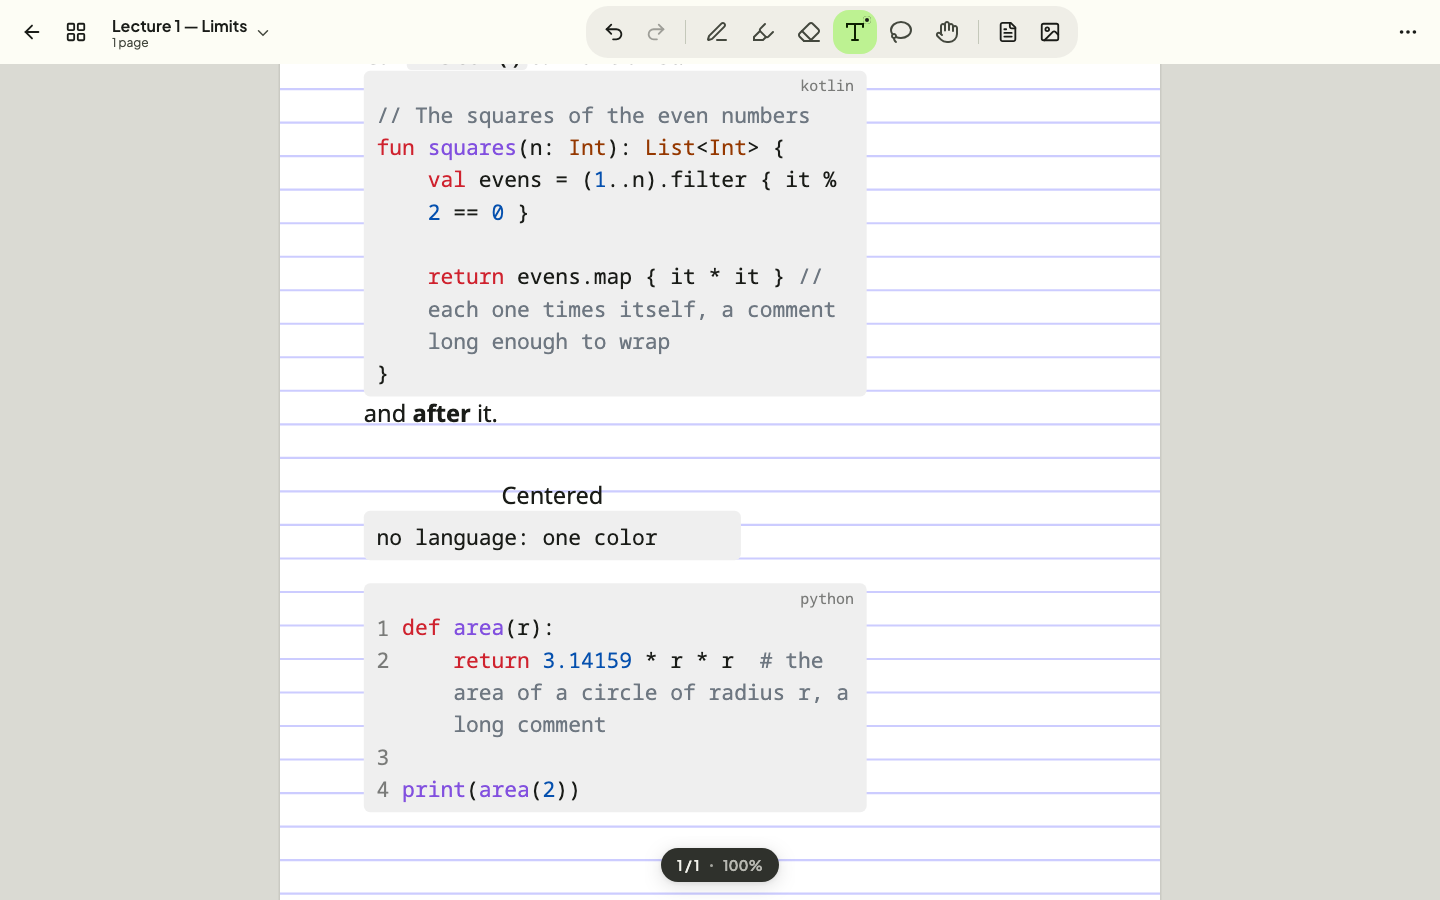 Lecture 1 — Limits
1 page
kotlin
// The squares of the even numbers
fun squares(n: Int): List<Int> {
    val evens = (1..n).filter { it %
    2 == 0 }

    return evens.map { it * it } //
    each one times itself, a comment
    long enough to wrap
}
and after it.
Centered
no language: one color
python
1 def area(r):
2     return 3.14159 * r * r  # the
      area of a circle of radius r, a
      long comment
3
4 print(area(2))
1/1 · 100%